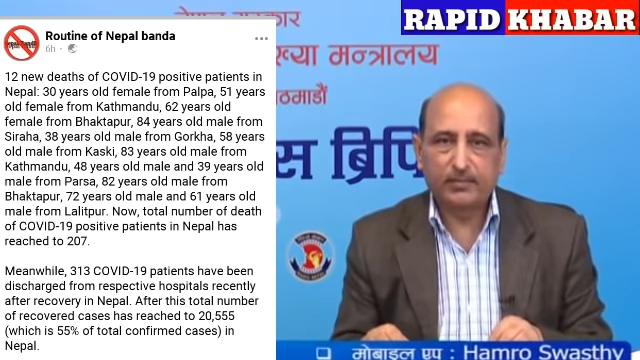 RAPID KHABAR
Routine of Nepal banda
6h
12 new deaths of COVID-19 positive patients in
Nepal: 30 years old female from Palpa, 51 years
old female from Kathmandu, 62 years old
female from Bhaktapur, 84 years old male from
Siraha, 38 years old male from Gorkha, 58 years
old male from Kaski, 83 years old male from
Kathmandu, 48 years old male and 39 years old
male from Parsa, 82 years old male from
Bhaktapur, 72 years old male and 61 years old
male from Lalitpur. Now, total number of death
of COVID-19 positive patients in Nepal has
reached to 207.
Meanwhile, 313 COVID-19 patients have been
discharged from respective hospitals recently
after recovery in Nepal. After this total number
of recovered cases has reached to 20,555
(which is 55% of total confirmed cases) in
Nepal.
नेपाल सरकार
ख्या मन्त्रालय
ठमाडौं
स ब्रिफि
मोबाइल एप : Hamro Swasthy